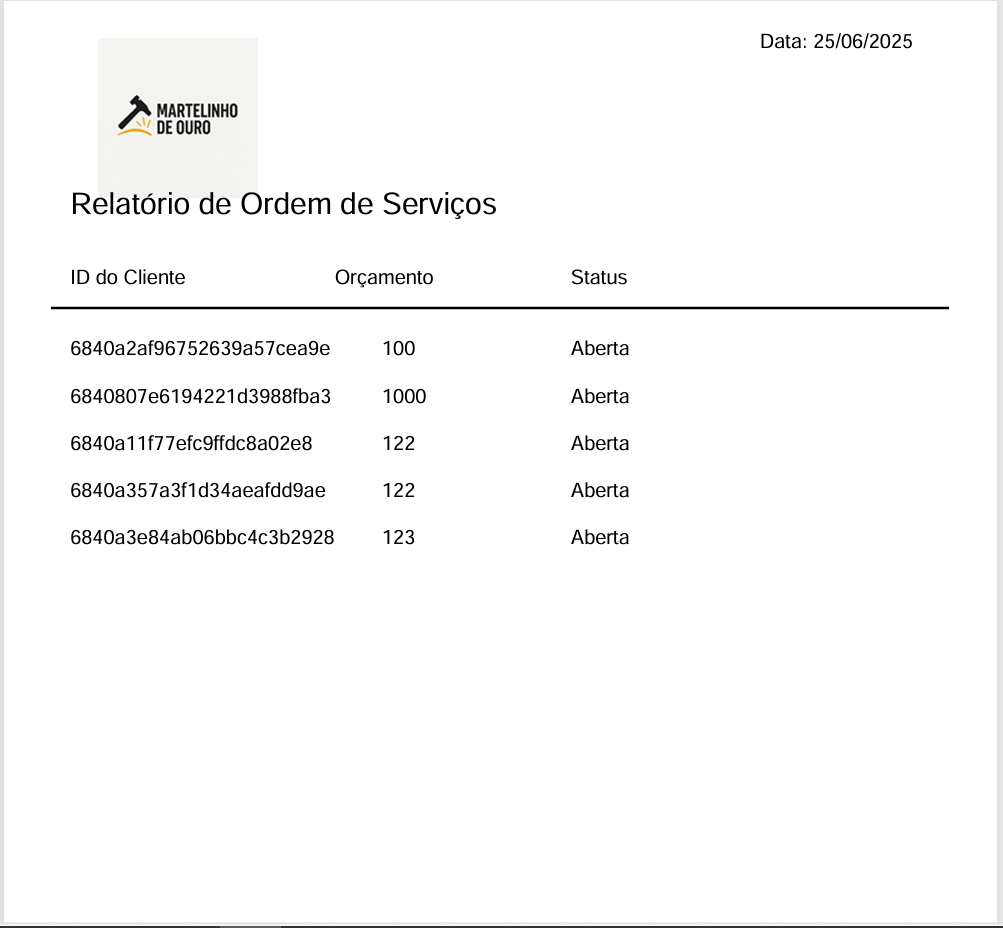 Data: 25/06/2025
MARTELINHO
DE OURO
Relatório de Ordem de Serviços
ID do Cliente Orçamento Status
6840a2af96752639a57cea9e 100 Aberta
6840807e6194221d3988fba3 1000 Aberta
6840a11f77efc9ffdc8a02e8 122 Aberta
6840a357a3f1d34aeafdd9ae 122 Aberta
6840a3e84ab06bbc4c3b2928 123 Aberta